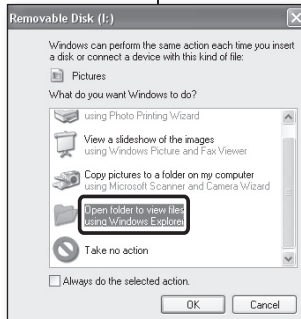 Removable Disk (I:)
Windows can perform the same action each time you insert
a disk or connect a device with this kind of file:
Pictures
What do you want Windows to do?
using Photo Printing Wizard
View a slideshow of the images
using Windows Picture and Fax Viewer
Copy pictures to a folder on my computer
using Microsoft Scanner and Camera Wizard
Open folder to view files
using Windows Explorer
Take no action
Always do the selected action.
OK Cancel